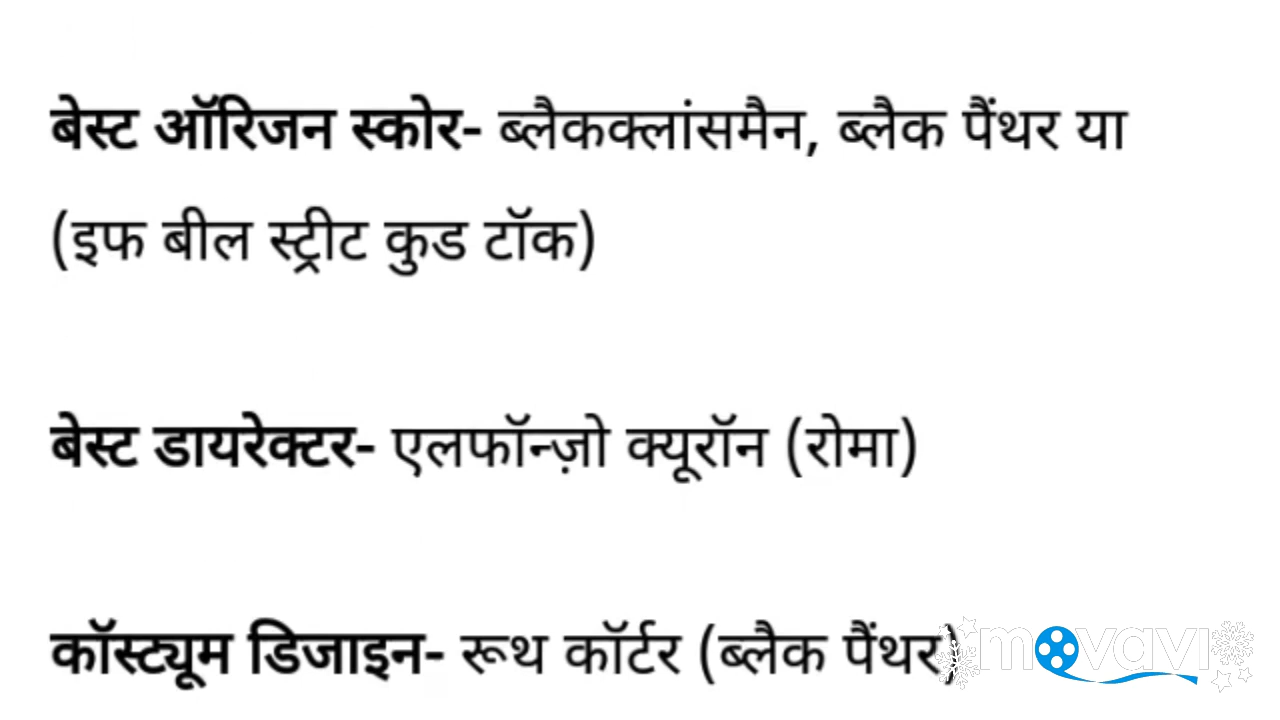 बेस्ट ऑरिजन स्कोर- ब्लैकक्लांसमैन, ब्लैक पैंथर या
(इफ बील स्ट्रीट कुड टॉक)
बेस्ट डायरेक्टर- एलफॉन्ज़ो क्यूरॉन (रोमा)
कॉस्ट्यूम डिजाइन- रूथ कॉर्टर (ब्लैक पैंथर)
movavi